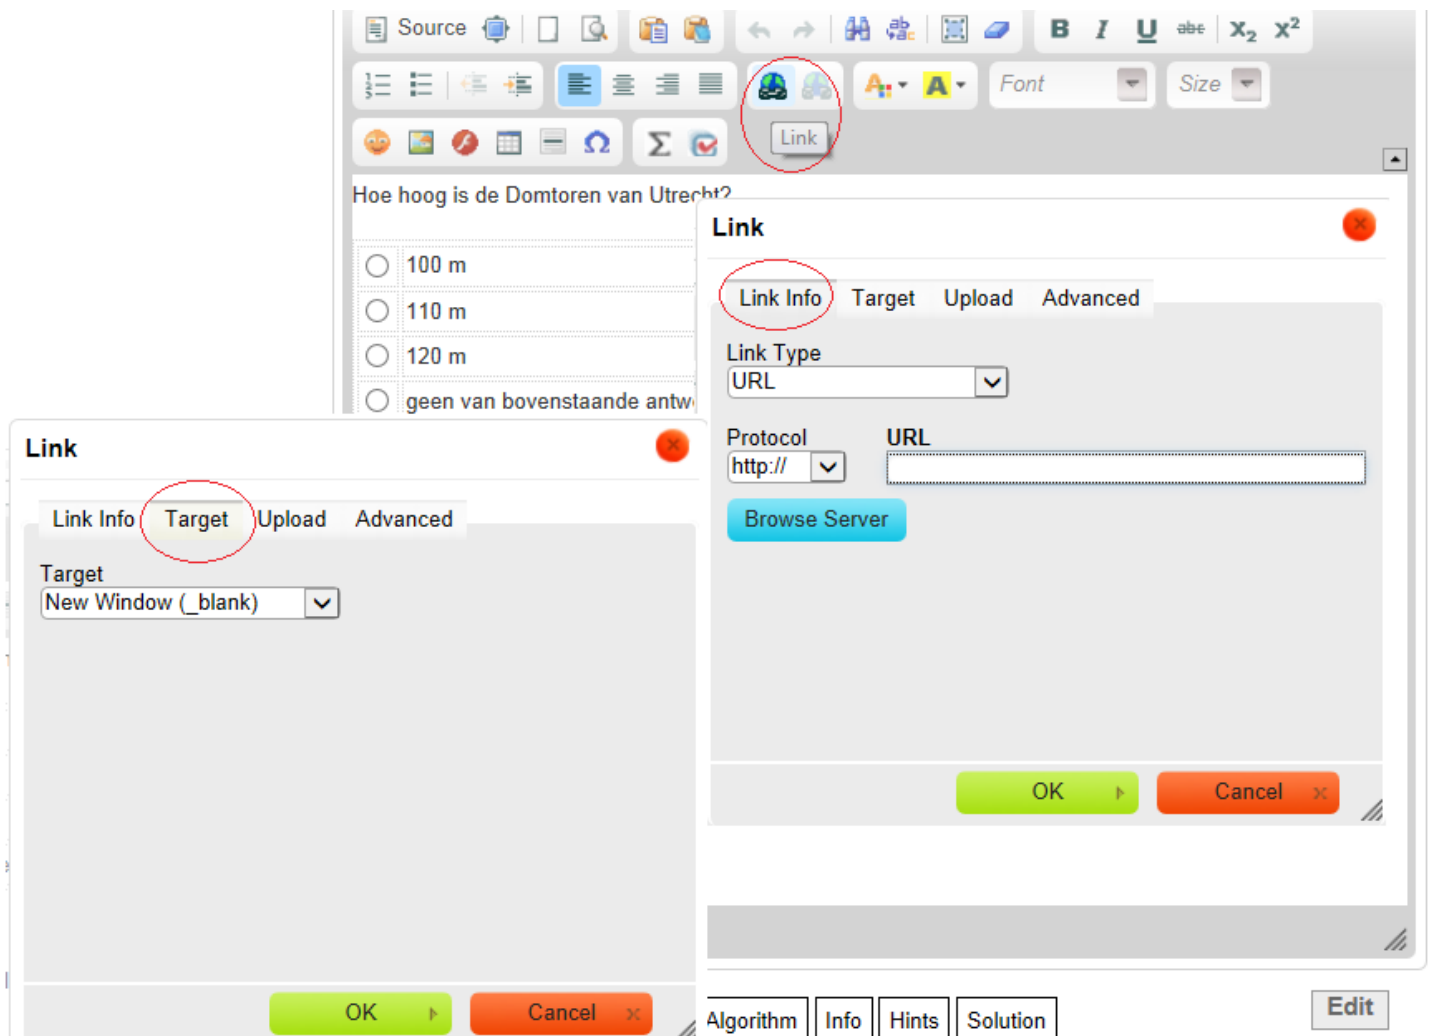 Source
B I U abc X₂ X²
Font
Size
Link
Hoe hoog is de Domtoren van Utrecht?
100 m
110 m
120 m
geen van bovenstaande
Link
Link Info Target Upload Advanced
Link Type
URL
Protocol URL
http://
Browse Server
OK Cancel
Link
Link Info Target Upload Advanced
Target
New Window (_blank)
OK Cancel
Algorithm Info Hints Solution
Edit